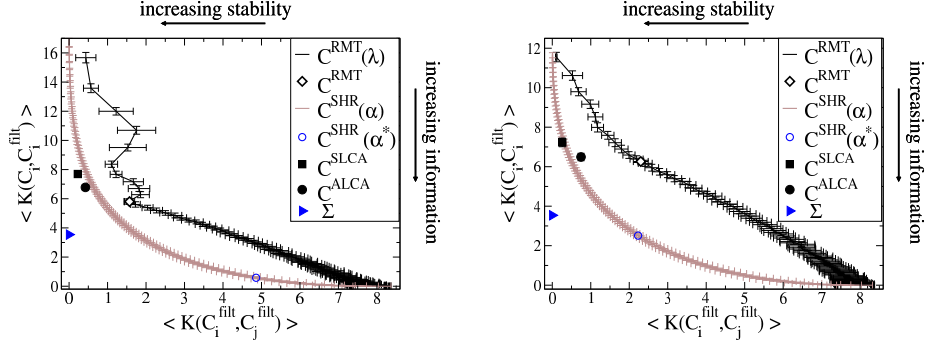 increasing stability
16
14
12
10
8
6
4
2
0
0 1 2 3 4 5 6 7 8
< K(C, C_i^filt) >
< K(C_i^filt, C_j^filt) >
C^RMT(λ)
C^RMT
C^SHR(α)
C^SHR(α*)
C^SLCA
C^ALCA
Σ
increasing information
increasing stability
12
10
8
6
4
2
0
0 1 2 3 4 5 6 7 8
< K(C, C_i^filt) >
< K(C_i^filt, C_j^filt) >
C^RMT(λ)
C^RMT
C^SHR(α)
C^SHR(α*)
C^SLCA
C^ALCA
Σ
increasing information